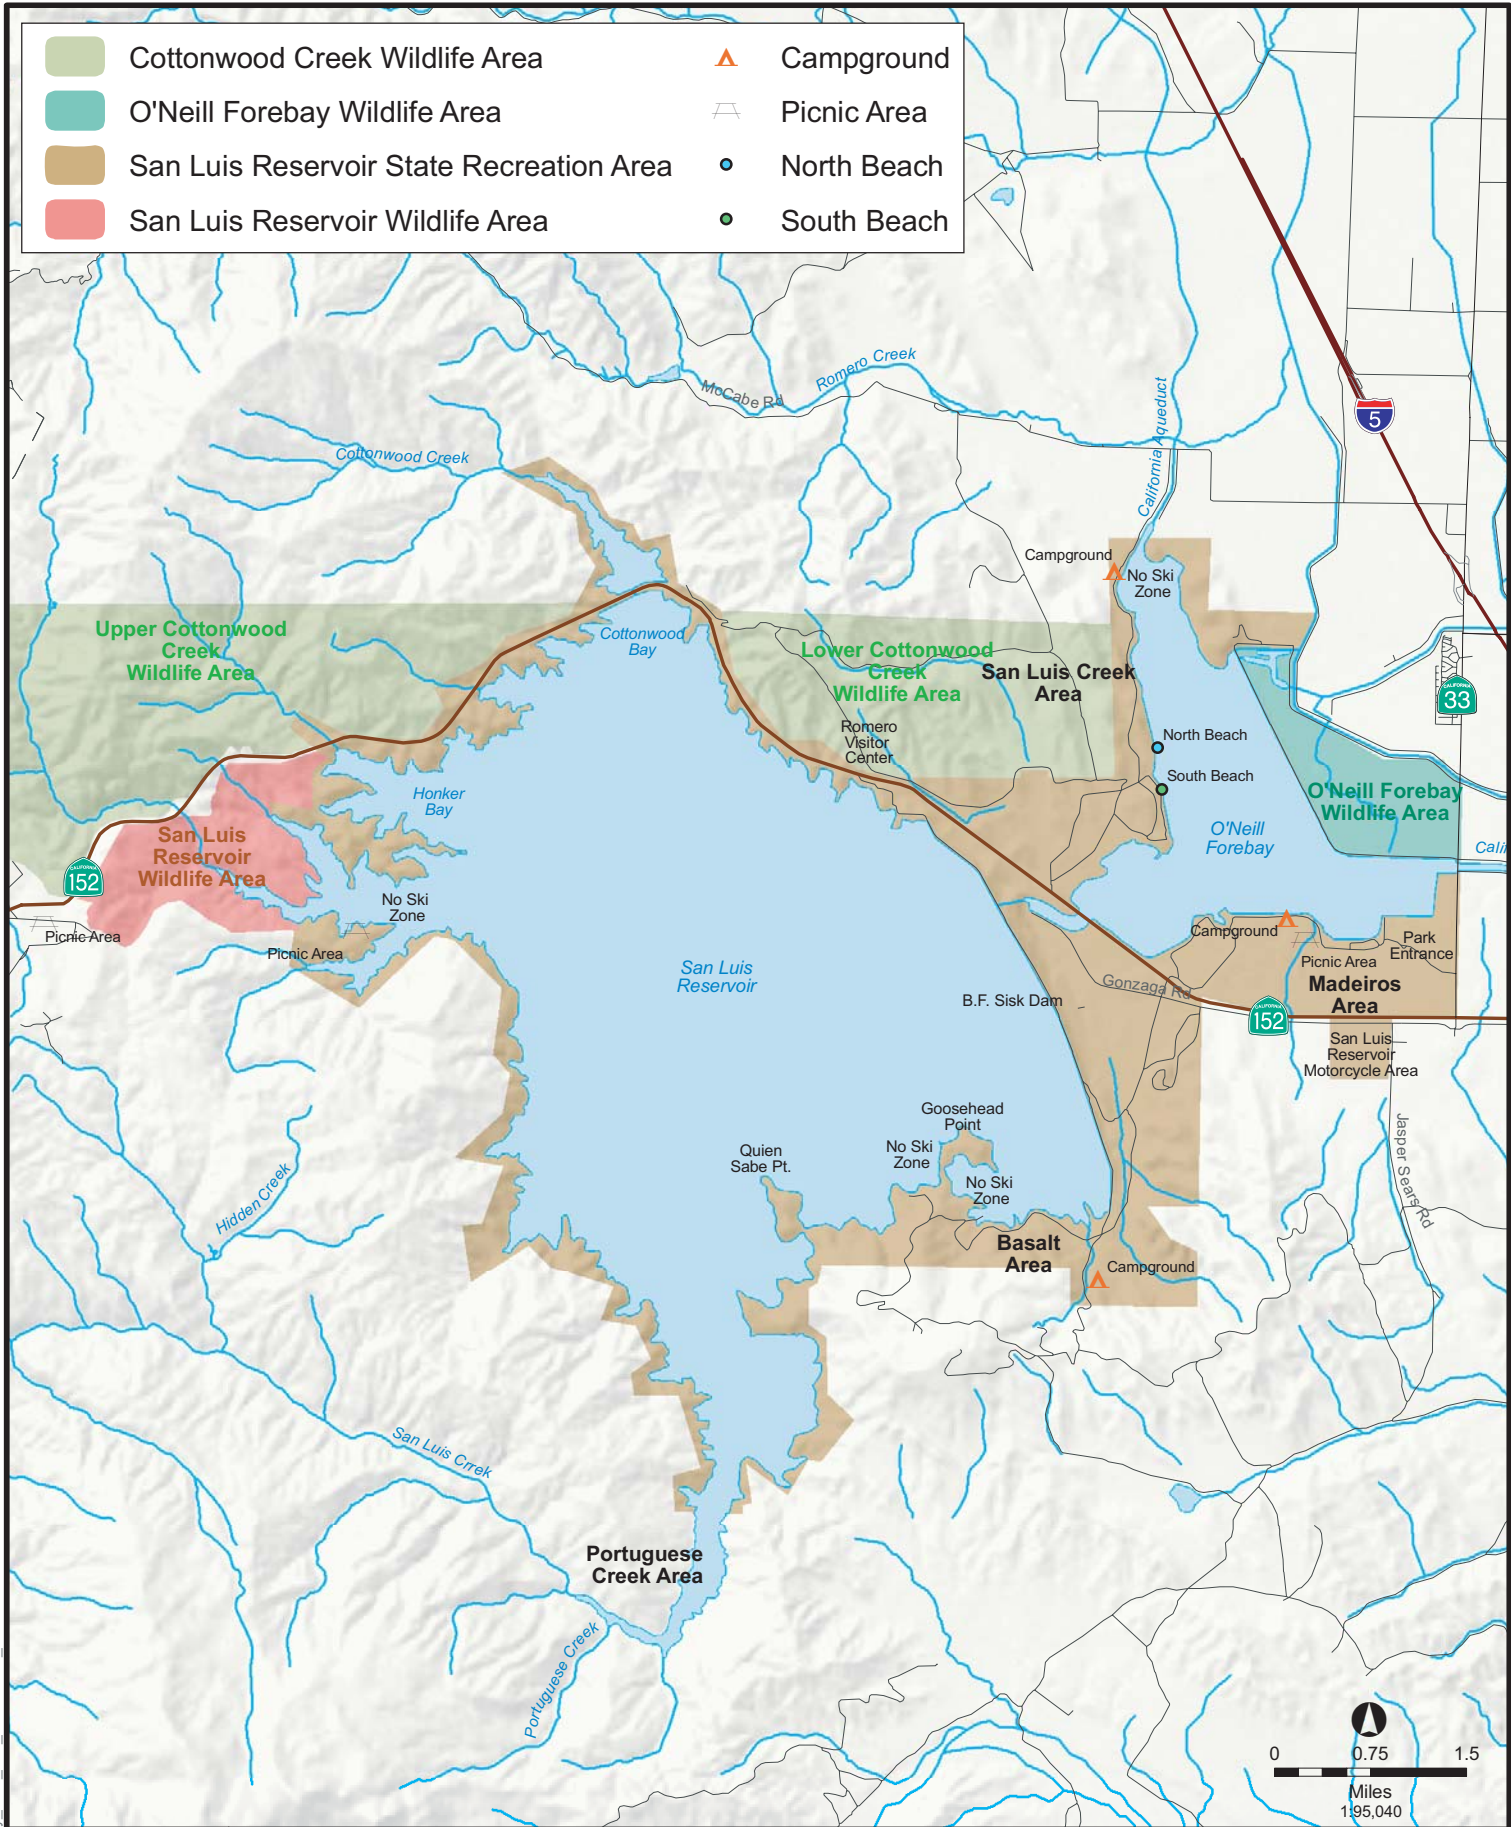 Cottonwood Creek Wildlife Area
O'Neill Forebay Wildlife Area
San Luis Reservoir State Recreation Area
San Luis Reservoir Wildlife Area
Campground
Picnic Area
North Beach
South Beach
McCabe Rd
Romero Creek
California Aqueduct
5
Cottonwood Creek
Campground
No Ski
Zone
Upper Cottonwood
Creek
Wildlife Area
Cottonwood
Bay
Lower Cottonwood
Creek
Wildlife Area
San Luis Creek
Area
CALIFORNIA
33
Romero
Visitor
Center
North Beach
South Beach
Honker
Bay
O'Neill Forebay
Wildlife Area
O'Neill
Forebay
San Luis
Reservoir
Wildlife Area
Cali
CALIFORNIA
152
No Ski
Zone
Picnic Area
Picnic Area
Campground
Picnic Area
Park
Entrance
San Luis
Reservoir
Gonzaga Rd
Madeiros
Area
B.F. Sisk Dam
CALIFORNIA
152
San Luis
Reservoir
Motorcycle Area
Goosehead
Point
Quien
Sabe Pt.
No Ski
Zone
No Ski
Zone
Jasper Sears Rd
Hidden Creek
Basalt
Area
Campground
San Luis Crrek
Portuguese
Creek Area
Portuguese Creek
0 0.75 1.5
Miles
1:95,040